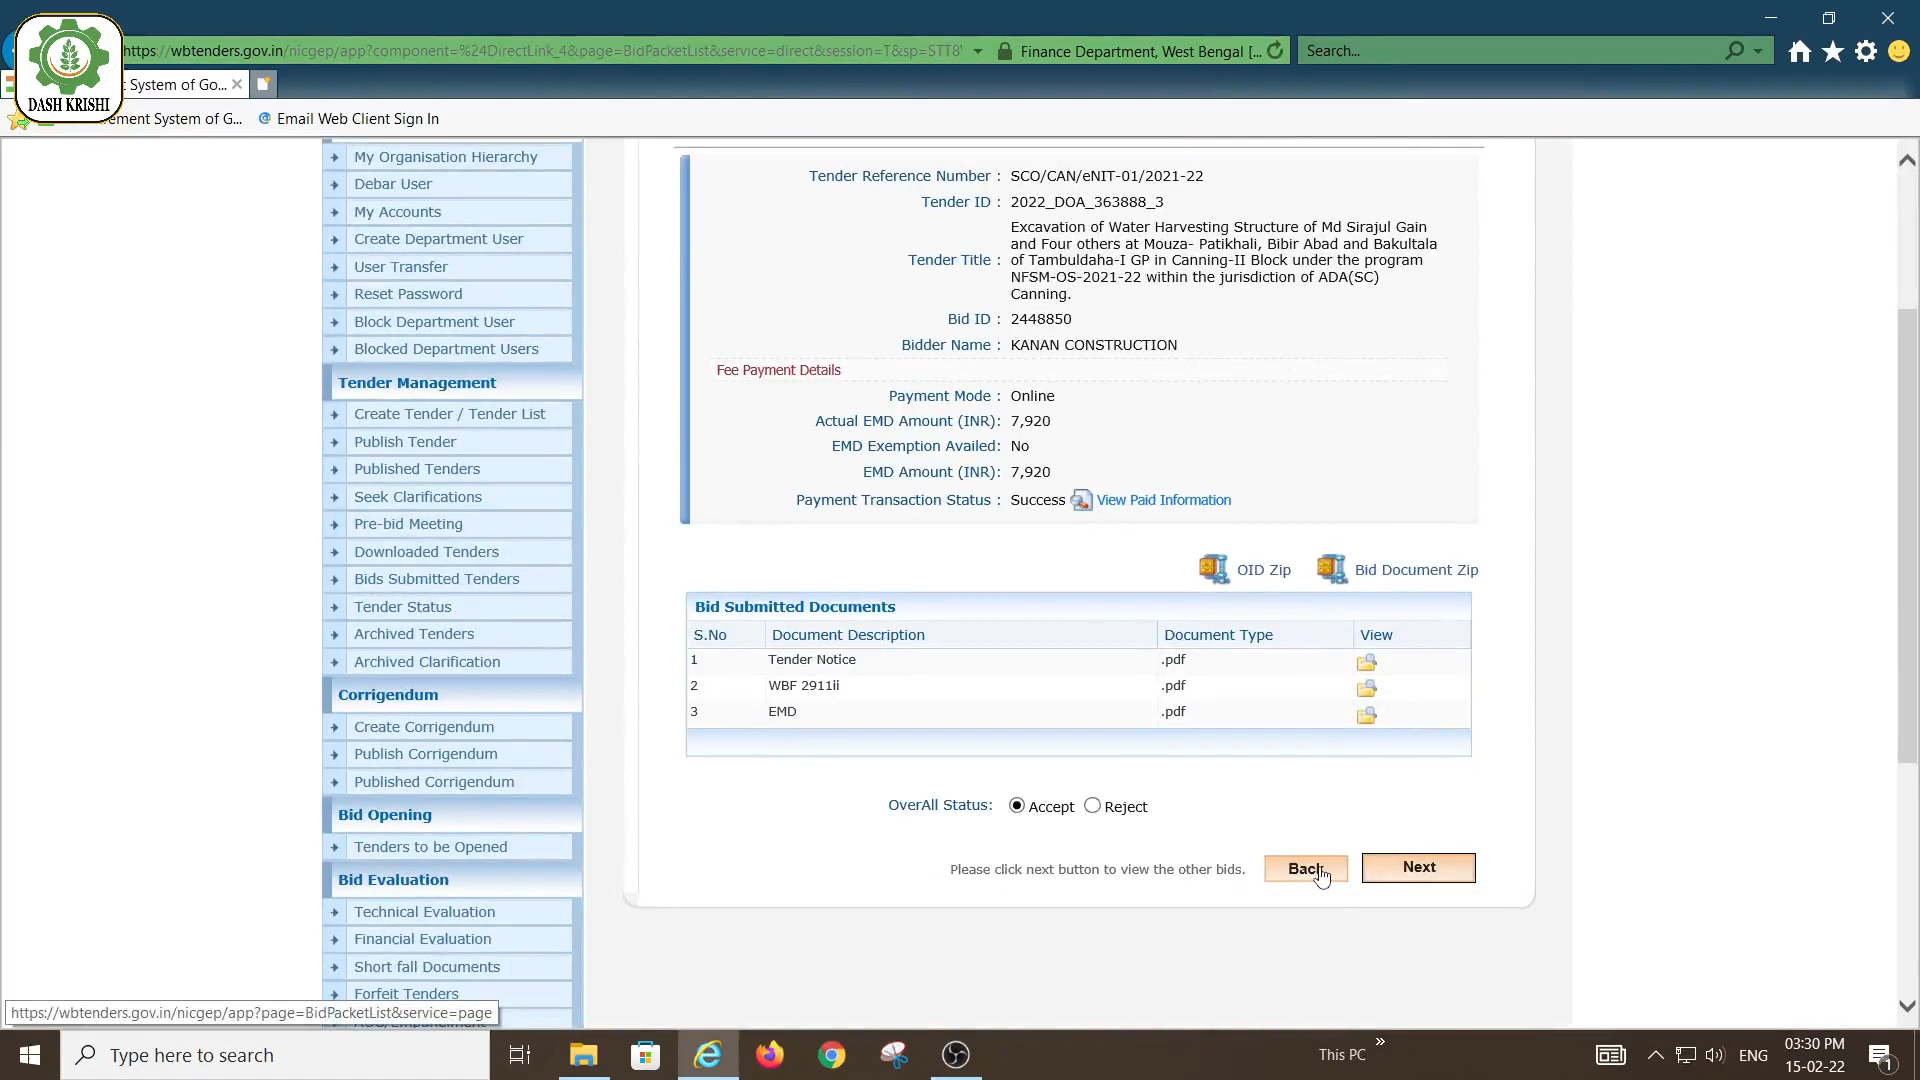 DASH KRISHI
https://wbtenders.gov.in/nicgep/app?component=%24DirectLink_4&page=BidPacketList&service=direct&session=T&sp=STT8
Finance Department, West Bengal [...
Search...
t System of Go...
ement System of G...
Email Web Client Sign In
My Organisation Hierarchy
Debar User
My Accounts
Create Department User
User Transfer
Reset Password
Block Department User
Blocked Department Users
Tender Management
Create Tender / Tender List
Publish Tender
Published Tenders
Seek Clarifications
Pre-bid Meeting
Downloaded Tenders
Bids Submitted Tenders
Tender Status
Archived Tenders
Archived Clarification
Corrigendum
Create Corrigendum
Publish Corrigendum
Published Corrigendum
Bid Opening
Tenders to be Opened
Bid Evaluation
Technical Evaluation
Financial Evaluation
Short fall Documents
Forfeit Tenders
Tender Reference Number : SCO/CAN/eNIT-01/2021-22
Tender ID : 2022_DOA_363888_3
Tender Title : Excavation of Water Harvesting Structure of Md Sirajul Gain
and Four others at Mouza- Patikhali, Bibir Abad and Bakultala
of Tambuldaha-I GP in Canning-II Block under the program
NFSM-OS-2021-22 within the jurisdiction of ADA(SC)
Canning.
Bid ID : 2448850
Bidder Name : KANAN CONSTRUCTION
Fee Payment Details
Payment Mode : Online
Actual EMD Amount (INR): 7,920
EMD Exemption Availed: No
EMD Amount (INR): 7,920
Payment Transaction Status : Success View Paid Information
OID Zip Bid Document Zip
Bid Submitted Documents
S.No Document Description Document Type View
1 Tender Notice .pdf
2 WBF 2911ii .pdf
3 EMD .pdf
OverAll Status: Accept Reject
Please click next button to view the other bids. Back Next
https://wbtenders.gov.in/nicgep/app?page=BidPacketList&service=page
Type here to search
This PC
ENG
03:30 PM
15-02-22
1